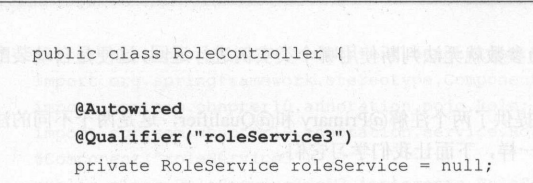 public class RoleController {
@Autowired
@Qualifier("roleService3")
private RoleService roleService = null;